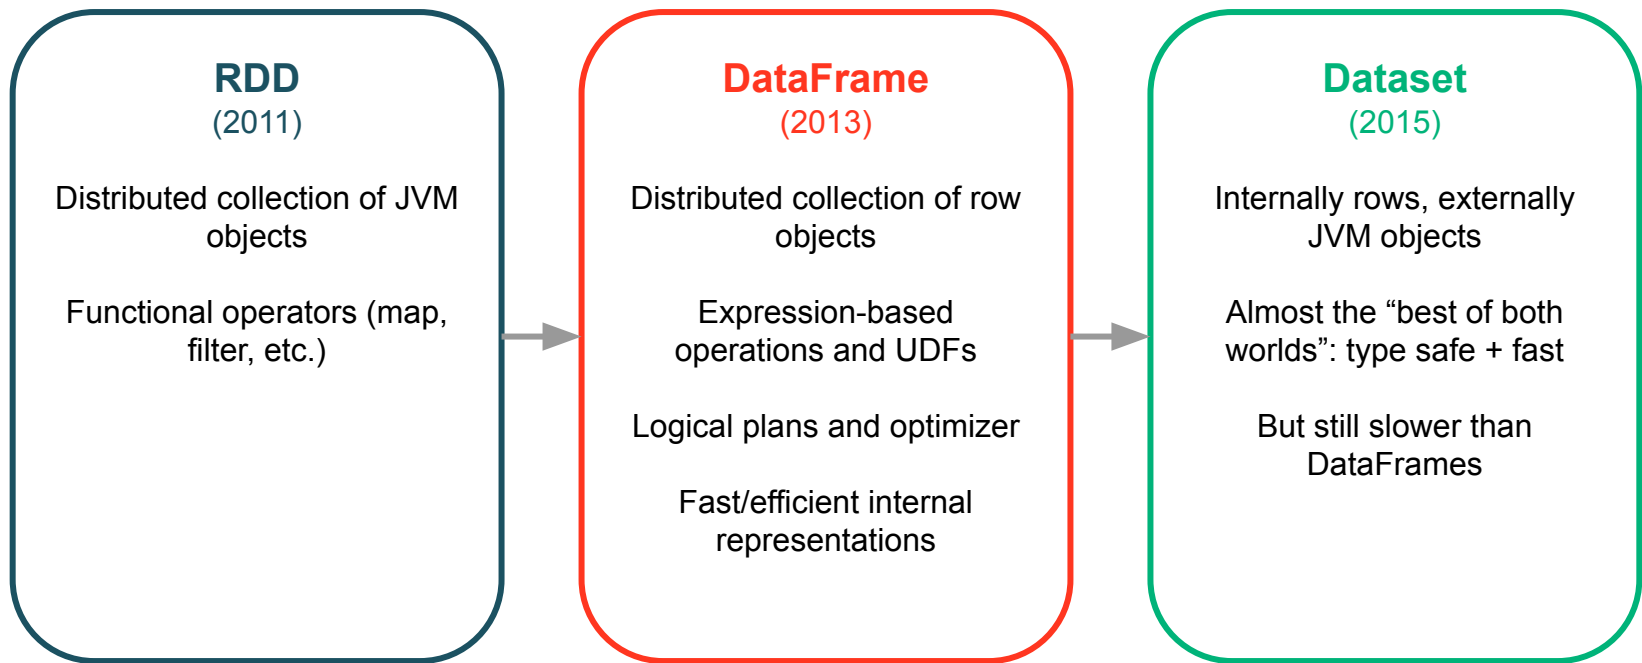 RDD
(2011)
Distributed collection of JVM
objects
Functional operators (map,
filter, etc.)
DataFrame
(2013)
Distributed collection of row
objects
Expression-based
operations and UDFs
Logical plans and optimizer
Fast/efficient internal
representations
Dataset
(2015)
Internally rows, externally
JVM objects
Almost the “best of both
worlds”: type safe + fast
But still slower than
DataFrames